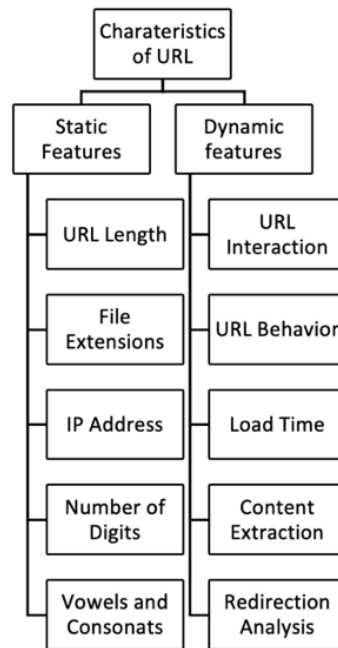 Charateristics
of URL
Static
Features
Dynamic
features
URL Length
URL
Interaction
File
Extensions
URL Behavior
IP Address
Load Time
Number of
Digits
Content
Extraction
Vowels and
Consonats
Redirection
Analysis